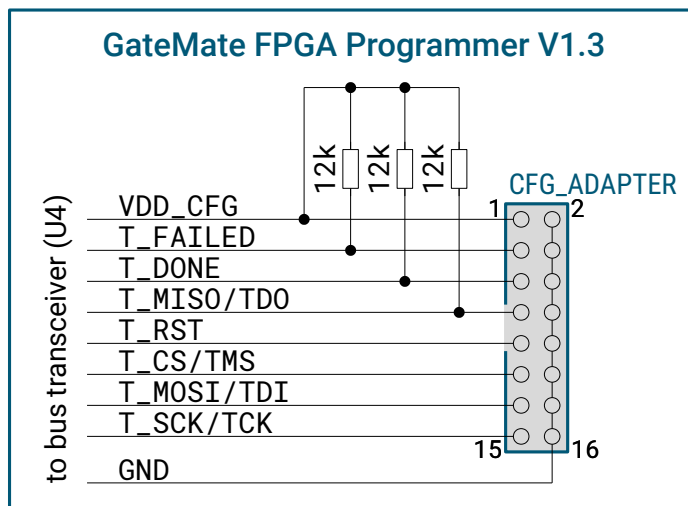 GateMate FPGA Programmer V1.3
12k
12k
12k
CFG_ADAPTER
to bus transceiver (U4)
VDD_CFG
1
2
T_FAILED
T_DONE
T_MISO/TDO
T_RST
T_CS/TMS
T_MOSI/TDI
T_SCK/TCK
15
16
GND